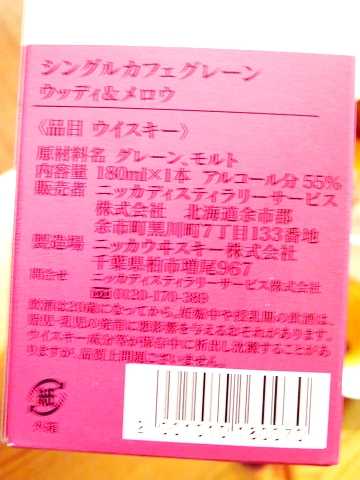 シングルカフェグレーン
ウッディ&メロウ
《品目 ウイスキー》
原材料名 グレーン、モルト
内容量 180ml×1本 アルコール分 55%
販売者 ニッカディスティラリーサービス
株式会社 北海道余市郡
余市町黒川町7丁目133番地
製造場 ニッカウヰスキー株式会社
千葉県柏市増尾967
問合せ ニッカディスティラリーサービス
株式会社 0120-170-389
飲酒は20歳になってから。妊娠中や授乳期の飲酒は、
胎児・乳児の発育に悪影響を与えるおそれがあります。
ウイスキー成分等が保存中に析出し沈殿することがあ
りますが、品質上問題ございません。
紙
外箱